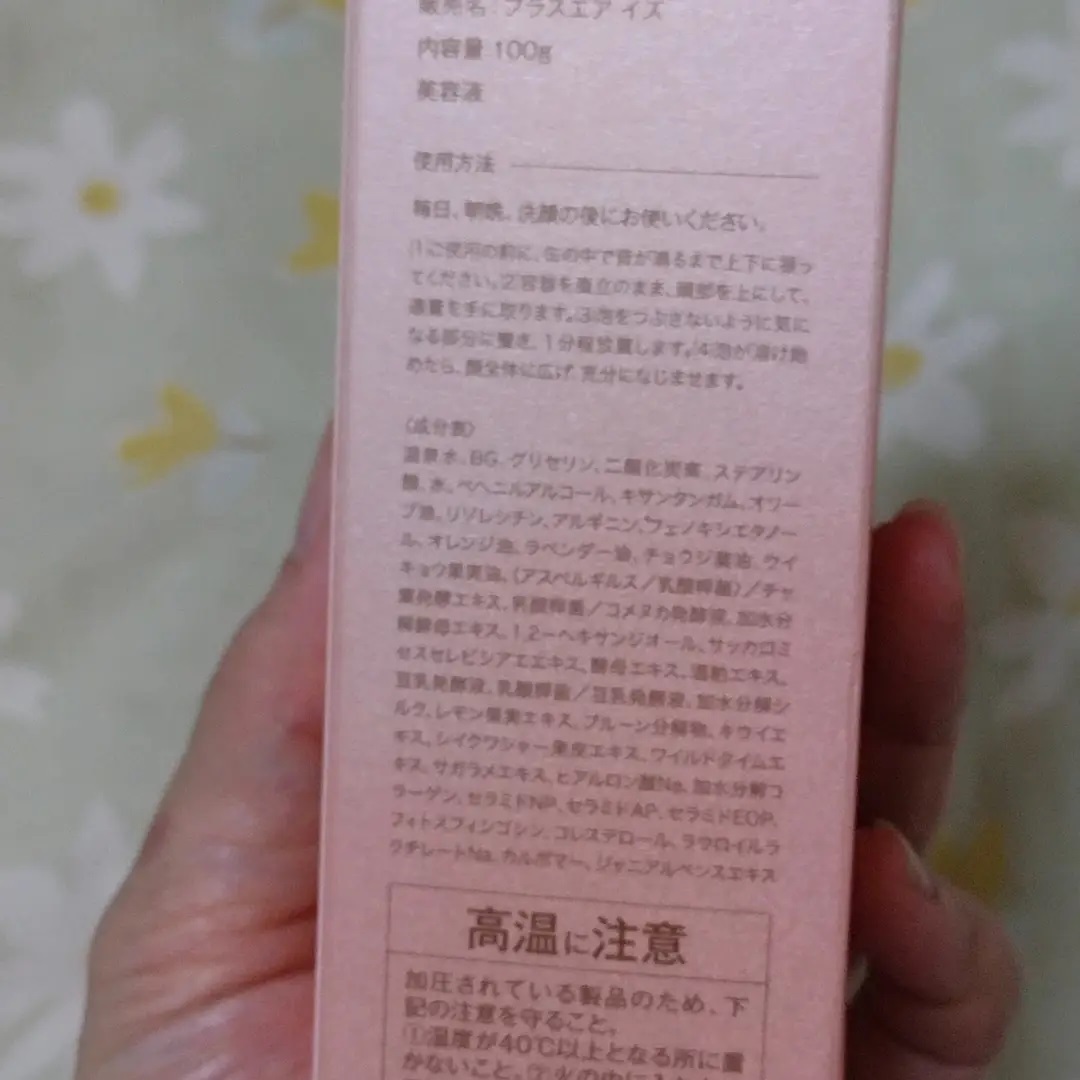 販売名 プラスエア イズ
内容量 100g
美容液
使用方法
毎日、朝晩、洗顔の後にお使いください。
①ご使用の前に、缶の中で音が鳴るまで上下に振っ
てください。②容器を直立のまま、頭部を上にして、
適量を手に取ります。③泡をつぶさないように気に
なる部分に置き、1分程放置します。④泡が溶け始
めたら、顔全体に広げ 充分になじませます。
〈成分表〉
温泉水、BG、グリセリン、二酸化炭素、ステアリン
酸、水、ベヘニルアルコール、キサンタンガム、オリー
ブ油、リゾレシチン、アルギニン、フェノキシエタノー
ル、オレンジ油、ラベンダー油、チョウジ葉油、ウイ
キョウ果実油、(アスペルギルス/乳酸桿菌)/チャ
葉発酵エキス、乳酸桿菌/コメヌカ発酵液、加水分
解酵母エキス、1,2-ヘキサンジオール、サッカロミ
セスセレビシアエエキス、酵母エキス、酒粕エキス、
豆乳発酵液、乳酸桿菌/豆乳発酵液、加水分解シ
ルク、レモン果実エキス、プルーン分解物、キウイエ
キス、シイクワシャー果皮エキス、ワイルドタイムエ
キス、サガラメエキス、ヒアルロン酸Na、加水分解コ
ラーゲン、セラミドNP、セラミドAP、セラミドEOP、
フィトスフィンゴシン、コレステロール、ラウロイルラ
クチレートNa、カルボマー、ジャニアルベンスエキス
高温に注意
加圧されている製品のため、下
記の注意を守ること。
①温度が40℃以上となる所に置
かないこと。②火の中に入れ